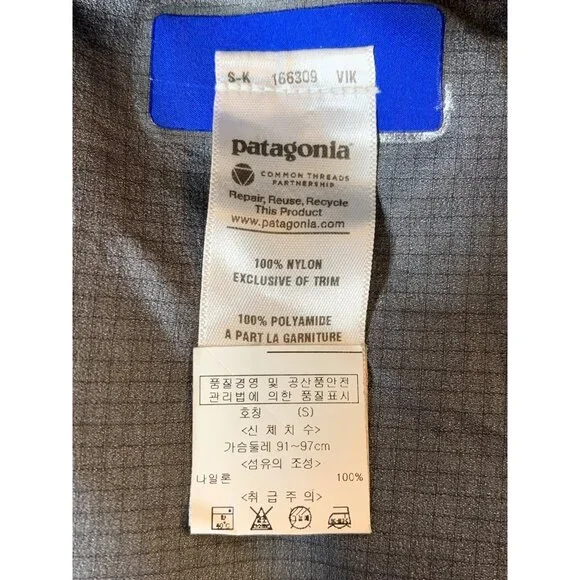 S-K 166309 VIK
patagonia®
COMMON THREADS
PARTNERSHIP
Repair, Reuse, Recycle
This Product
www.patagonia.com
100% NYLON
EXCLUSIVE OF TRIM
100% POLYAMIDE
A PART LA GARNITURE
품질경영 및 공산품안전
관리법에 의한 품질표시
호칭 (S)
<신체치수>
가슴둘레 91~97cm
<섬유의 조성>
나일론 100%
<취급주의>
40℃